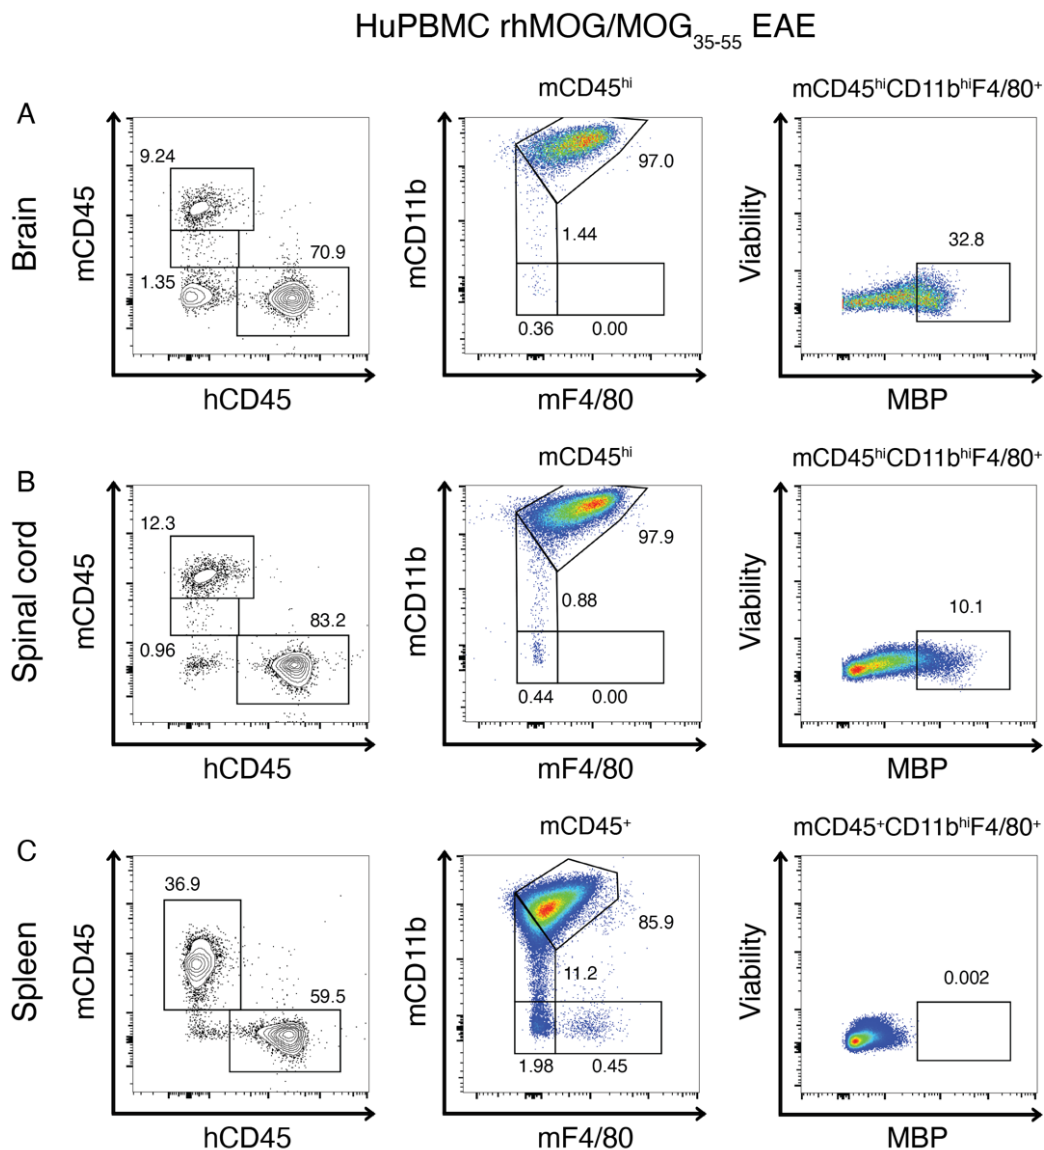 HuPBMC rhMOG/MOG35-55 EAE
A
Brain
mCD45
9.24
70.9
1.35
hCD45
mCD45hi
mCD11b
97.0
1.44
0.36
0.00
mF4/80
mCD45hiCD11bhiF4/80+
Viability
32.8
MBP
B
Spinal cord
mCD45
12.3
83.2
0.96
hCD45
mCD45hi
mCD11b
97.9
0.88
0.44
0.00
mF4/80
mCD45hiCD11bhiF4/80+
Viability
10.1
MBP
C
Spleen
mCD45
36.9
59.5
hCD45
mCD45+
mCD11b
85.9
11.2
1.98
0.45
mF4/80
mCD45+CD11bhiF4/80+
Viability
0.002
MBP